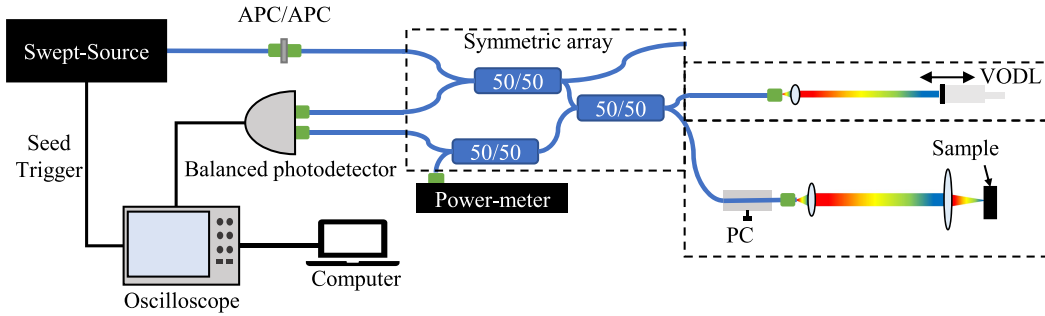 APC/APC
Swept-Source
Symmetric array
50/50
50/50
50/50
VODL
Seed
Trigger
Balanced photodetector
Power-meter
Sample
PC
Oscilloscope
Computer